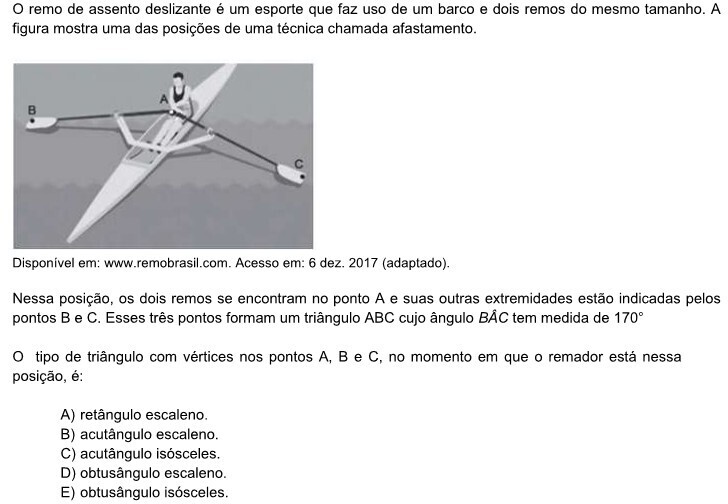 O remo de assento deslizante é um esporte que faz uso de um barco e dois remos do mesmo tamanho. A
figura mostra uma das posições de uma técnica chamada afastamento.
A
B
C
Disponível em: www.remobrasil.com. Acesso em: 6 dez. 2017 (adaptado).
Nessa posição, os dois remos se encontram no ponto A e suas outras extremidades estão indicadas pelos
pontos B e C. Esses três pontos formam um triângulo ABC cujo ângulo BÂC tem medida de 170°
O tipo de triângulo com vértices nos pontos A, B e C, no momento em que o remador está nessa
posição, é:
A) retângulo escaleno.
B) acutângulo escaleno.
C) acutângulo isósceles.
D) obtusângulo escaleno.
E) obtusângulo isósceles.